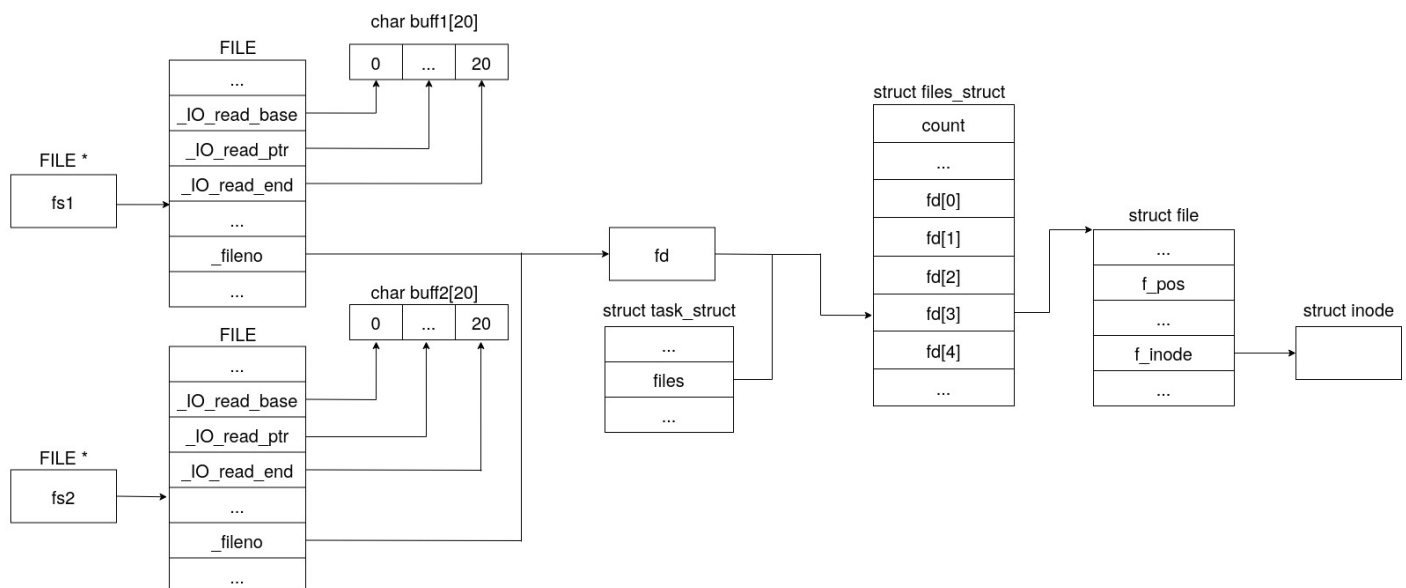 char buff1[20]
FILE
0
...
20
...
_IO_read_base
_IO_read_ptr
_IO_read_end
...
_fileno
...
FILE *
fs1
char buff2[20]
FILE
0
...
20
...
_IO_read_base
_IO_read_ptr
_IO_read_end
...
_fileno
...
FILE *
fs2
fd
struct task_struct
...
files
...
struct files_struct
count
...
fd[0]
fd[1]
fd[2]
fd[3]
fd[4]
...
struct file
...
f_pos
...
f_inode
...
struct inode